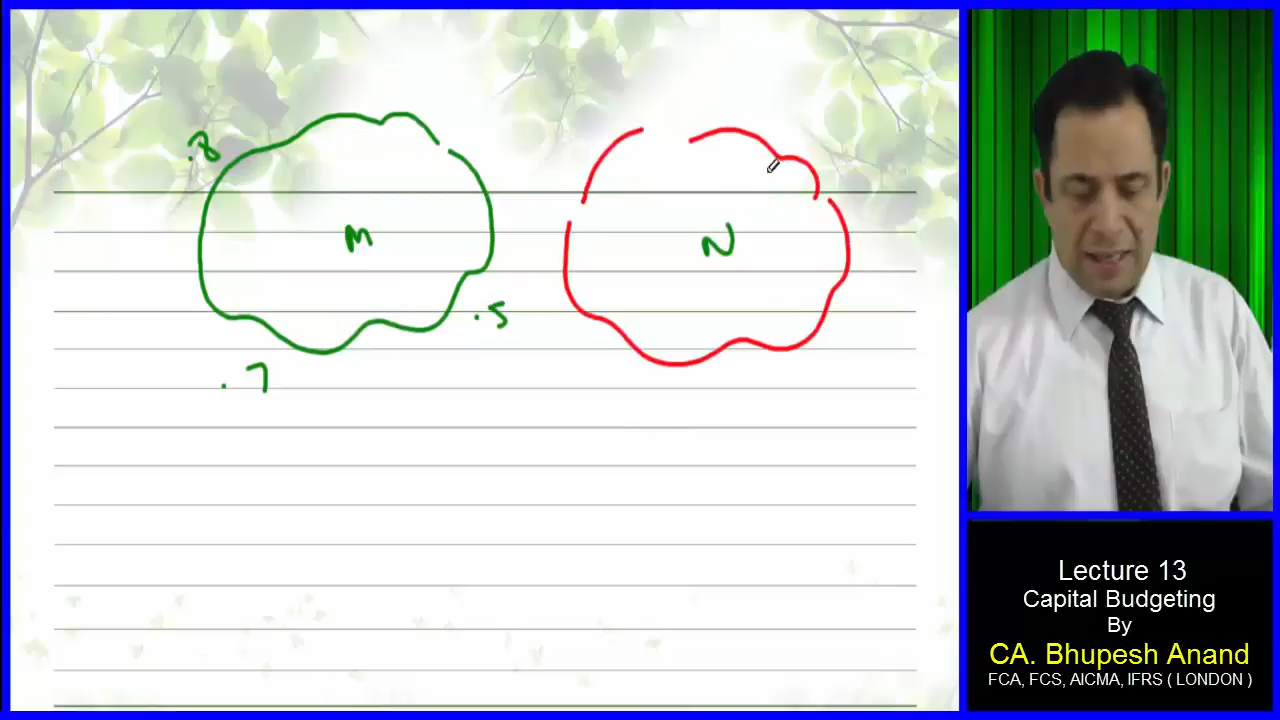 .8
M
N
.5
.7
Lecture 13
Capital Budgeting
By
CA. Bhupesh Anand
FCA, FCS, AICMA, IFRS ( LONDON )